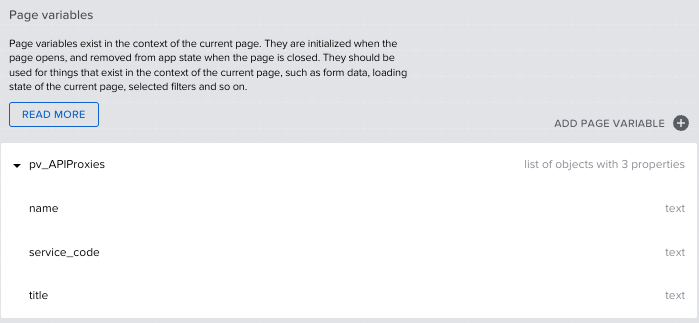 Page variables
Page variables exist in the context of the current page. They are initialized when the
page opens, and removed from app state when the page is closed. They should be
used for things that exist in the context of the current page, such as form data, loading
state of the current page, selected filters and so on.
READ MORE
ADD PAGE VARIABLE
pv_APIProxies list of objects with 3 properties
name text
service_code text
title text